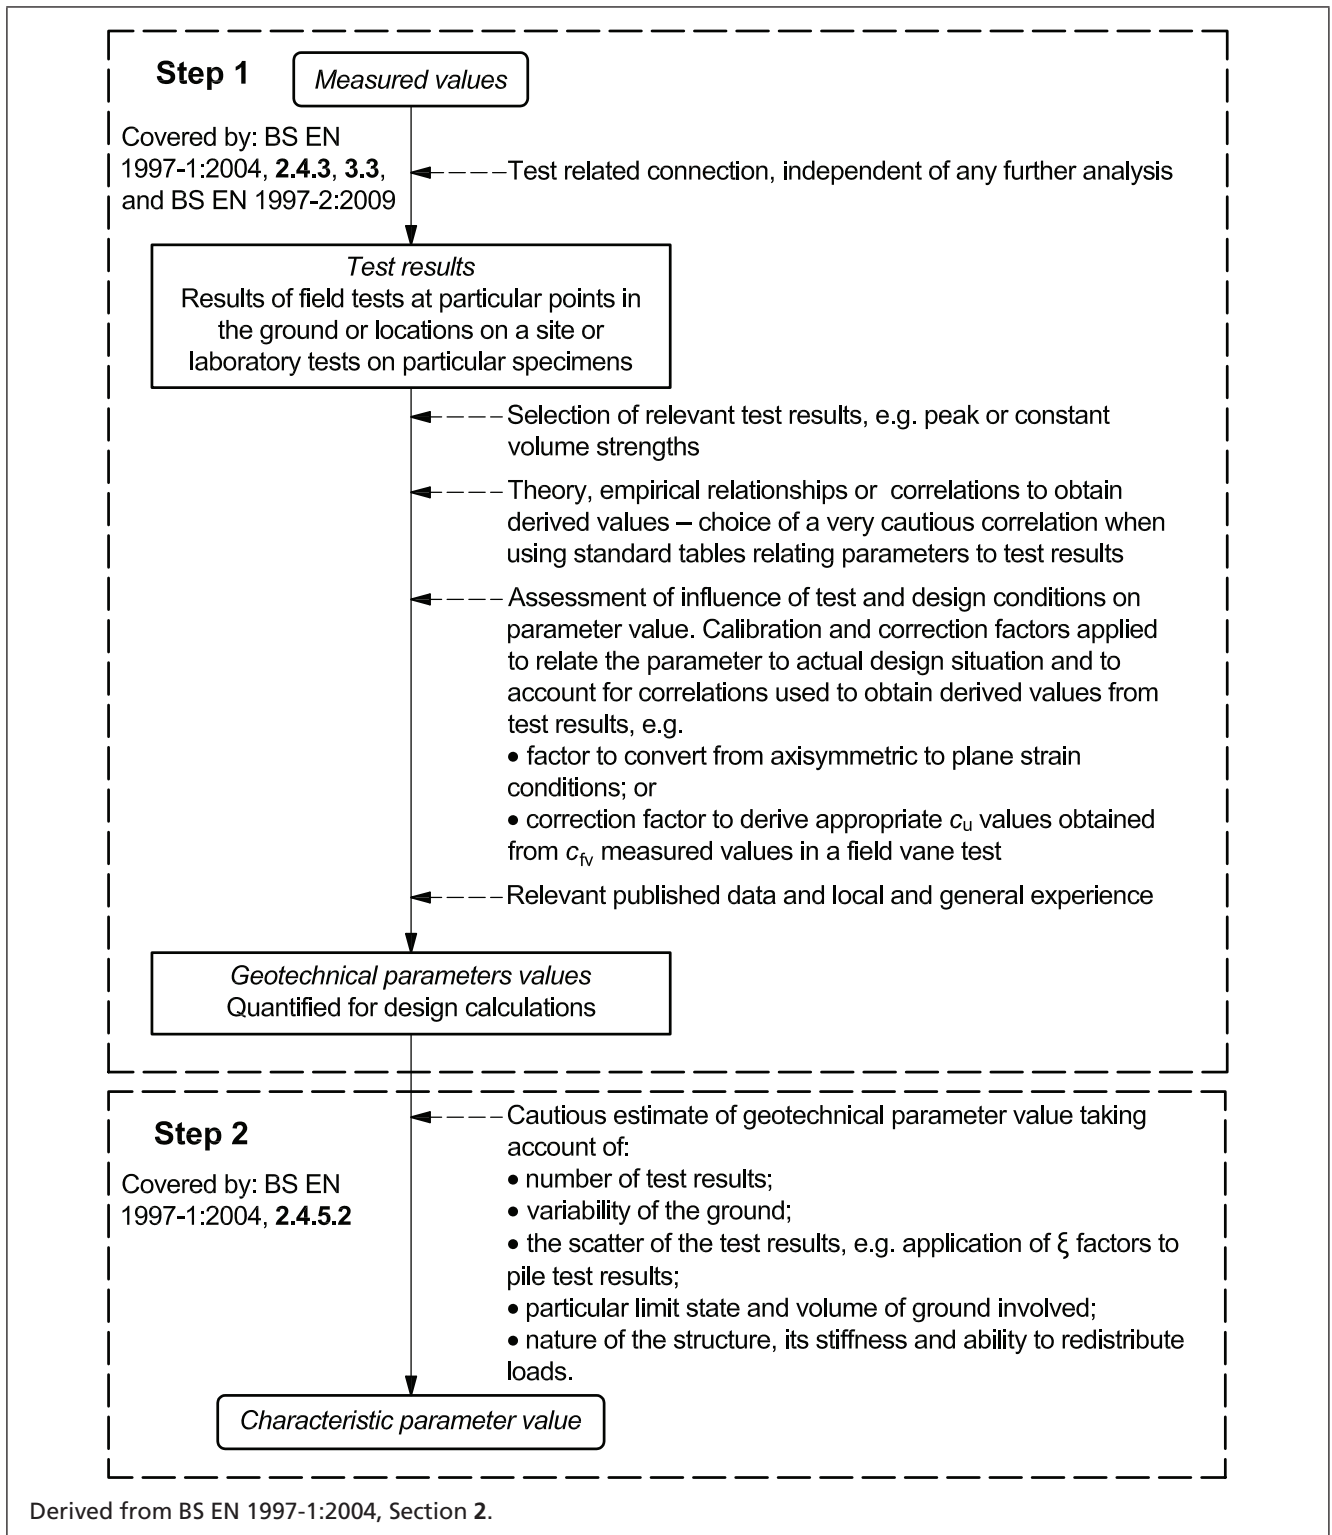 Step 1
Measured values
Covered by: BS EN
1997-1:2004, 2.4.3, 3.3,
and BS EN 1997-2:2009
Test related connection, independent of any further analysis
Test results
Results of field tests at particular points in
the ground or locations on a site or
laboratory tests on particular specimens
Selection of relevant test results, e.g. peak or constant
volume strengths
Theory, empirical relationships or correlations to obtain
derived values – choice of a very cautious correlation when
using standard tables relating parameters to test results
Assessment of influence of test and design conditions on
parameter value. Calibration and correction factors applied
to relate the parameter to actual design situation and to
account for correlations used to obtain derived values from
test results, e.g.
• factor to convert from axisymmetric to plane strain
conditions; or
• correction factor to derive appropriate cu values obtained
from cfv measured values in a field vane test
Relevant published data and local and general experience
Geotechnical parameters values
Quantified for design calculations
Step 2
Covered by: BS EN
1997-1:2004, 2.4.5.2
Cautious estimate of geotechnical parameter value taking
account of:
• number of test results;
• variability of the ground;
• the scatter of the test results, e.g. application of ξ factors to
pile test results;
• particular limit state and volume of ground involved;
• nature of the structure, its stiffness and ability to redistribute
loads.
Characteristic parameter value
Derived from BS EN 1997-1:2004, Section 2.